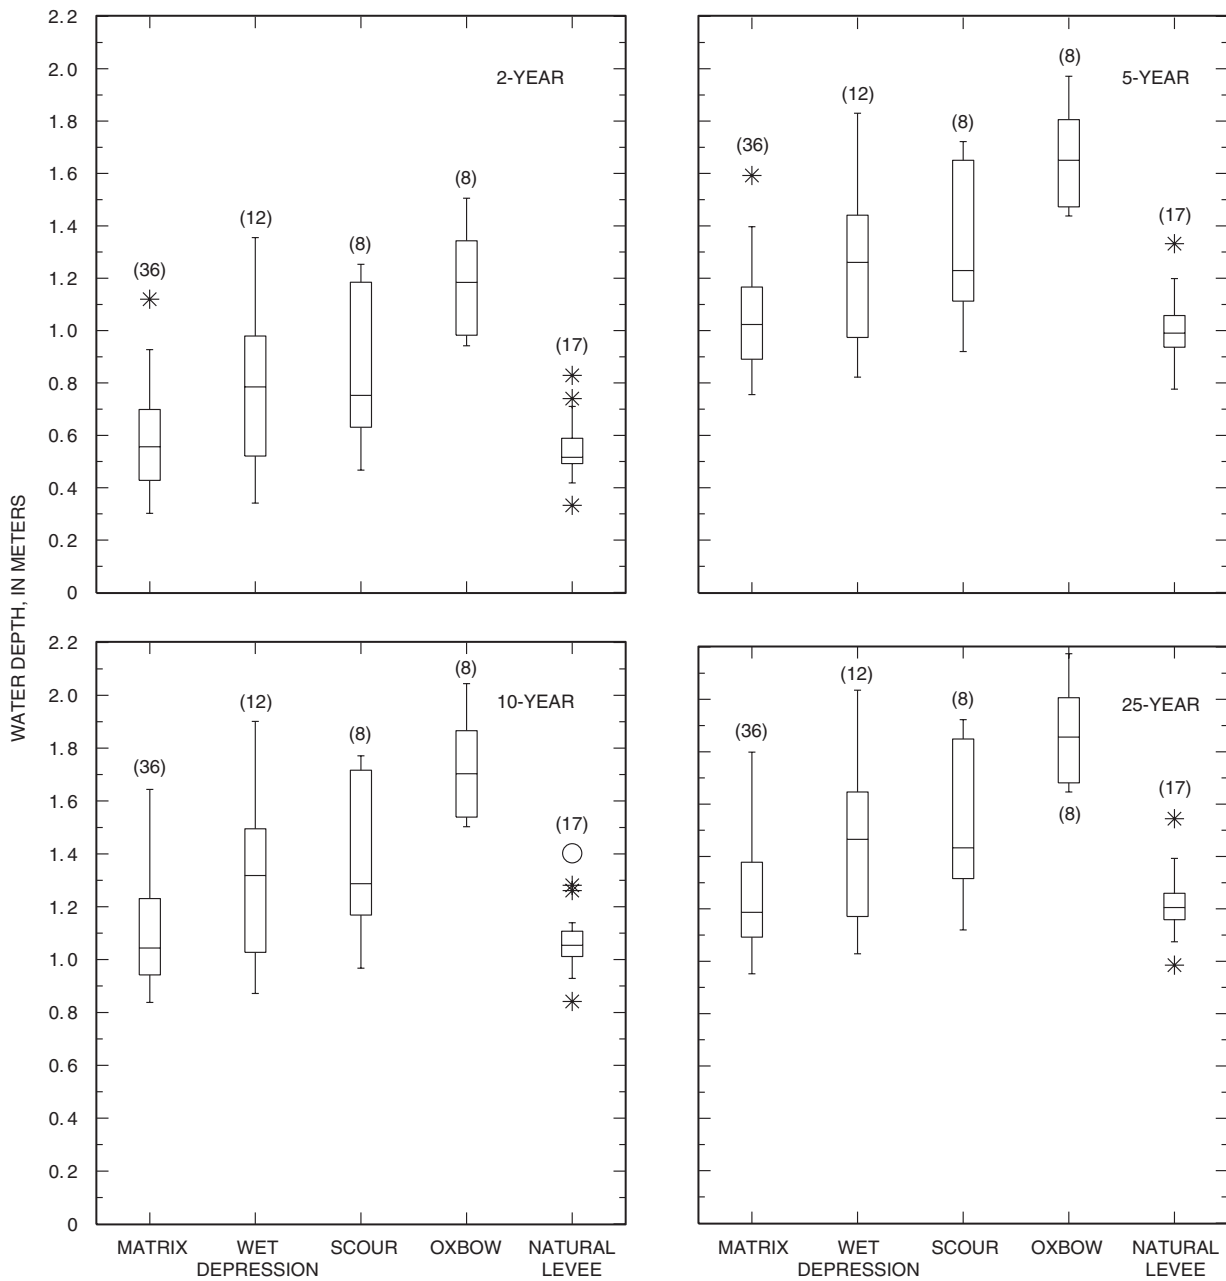 WATER DEPTH, IN METERS
2.2
2.0
1.8
1.6
1.4
1.2
1.0
0.8
0.6
0.4
0.2
0
2-YEAR
(36)
(12)
(8)
(8)
(17)
5-YEAR
(36)
(12)
(8)
(8)
(17)
2.2
2.0
1.8
1.6
1.4
1.2
1.0
0.8
0.6
0.4
0.2
0
10-YEAR
(36)
(12)
(8)
(8)
(17)
MATRIX
WET
DEPRESSION
SCOUR
OXBOW
NATURAL
LEVEE
25-YEAR
(36)
(12)
(8)
(8)
(17)
MATRIX
WET
DEPRESSION
SCOUR
OXBOW
NATURAL
LEVEE